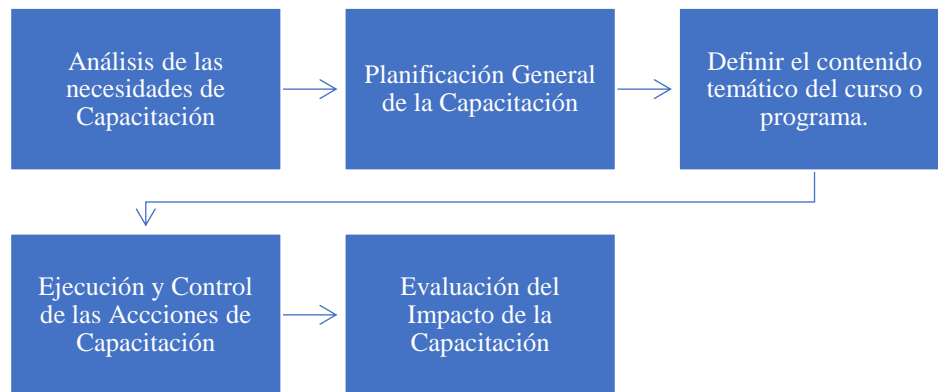 Análisis de las
necesidades de
Capacitación
Planificación General
de la Capacitación
Definir el contenido
temático del curso o
programa.
Ejecución y Control
de las Accciones de
Capacitación
Evaluación del
Impacto de la
Capacitación